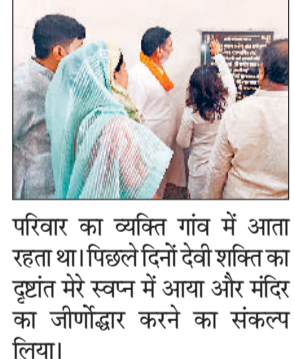 परिवार का व्यक्ति गांव में आता
रहता था। पिछले दिनों देवी शक्ति का
दृष्टांत मेरे स्वप्न में आया और मंदिर
का जीर्णोद्धार करने का संकल्प
लिया।